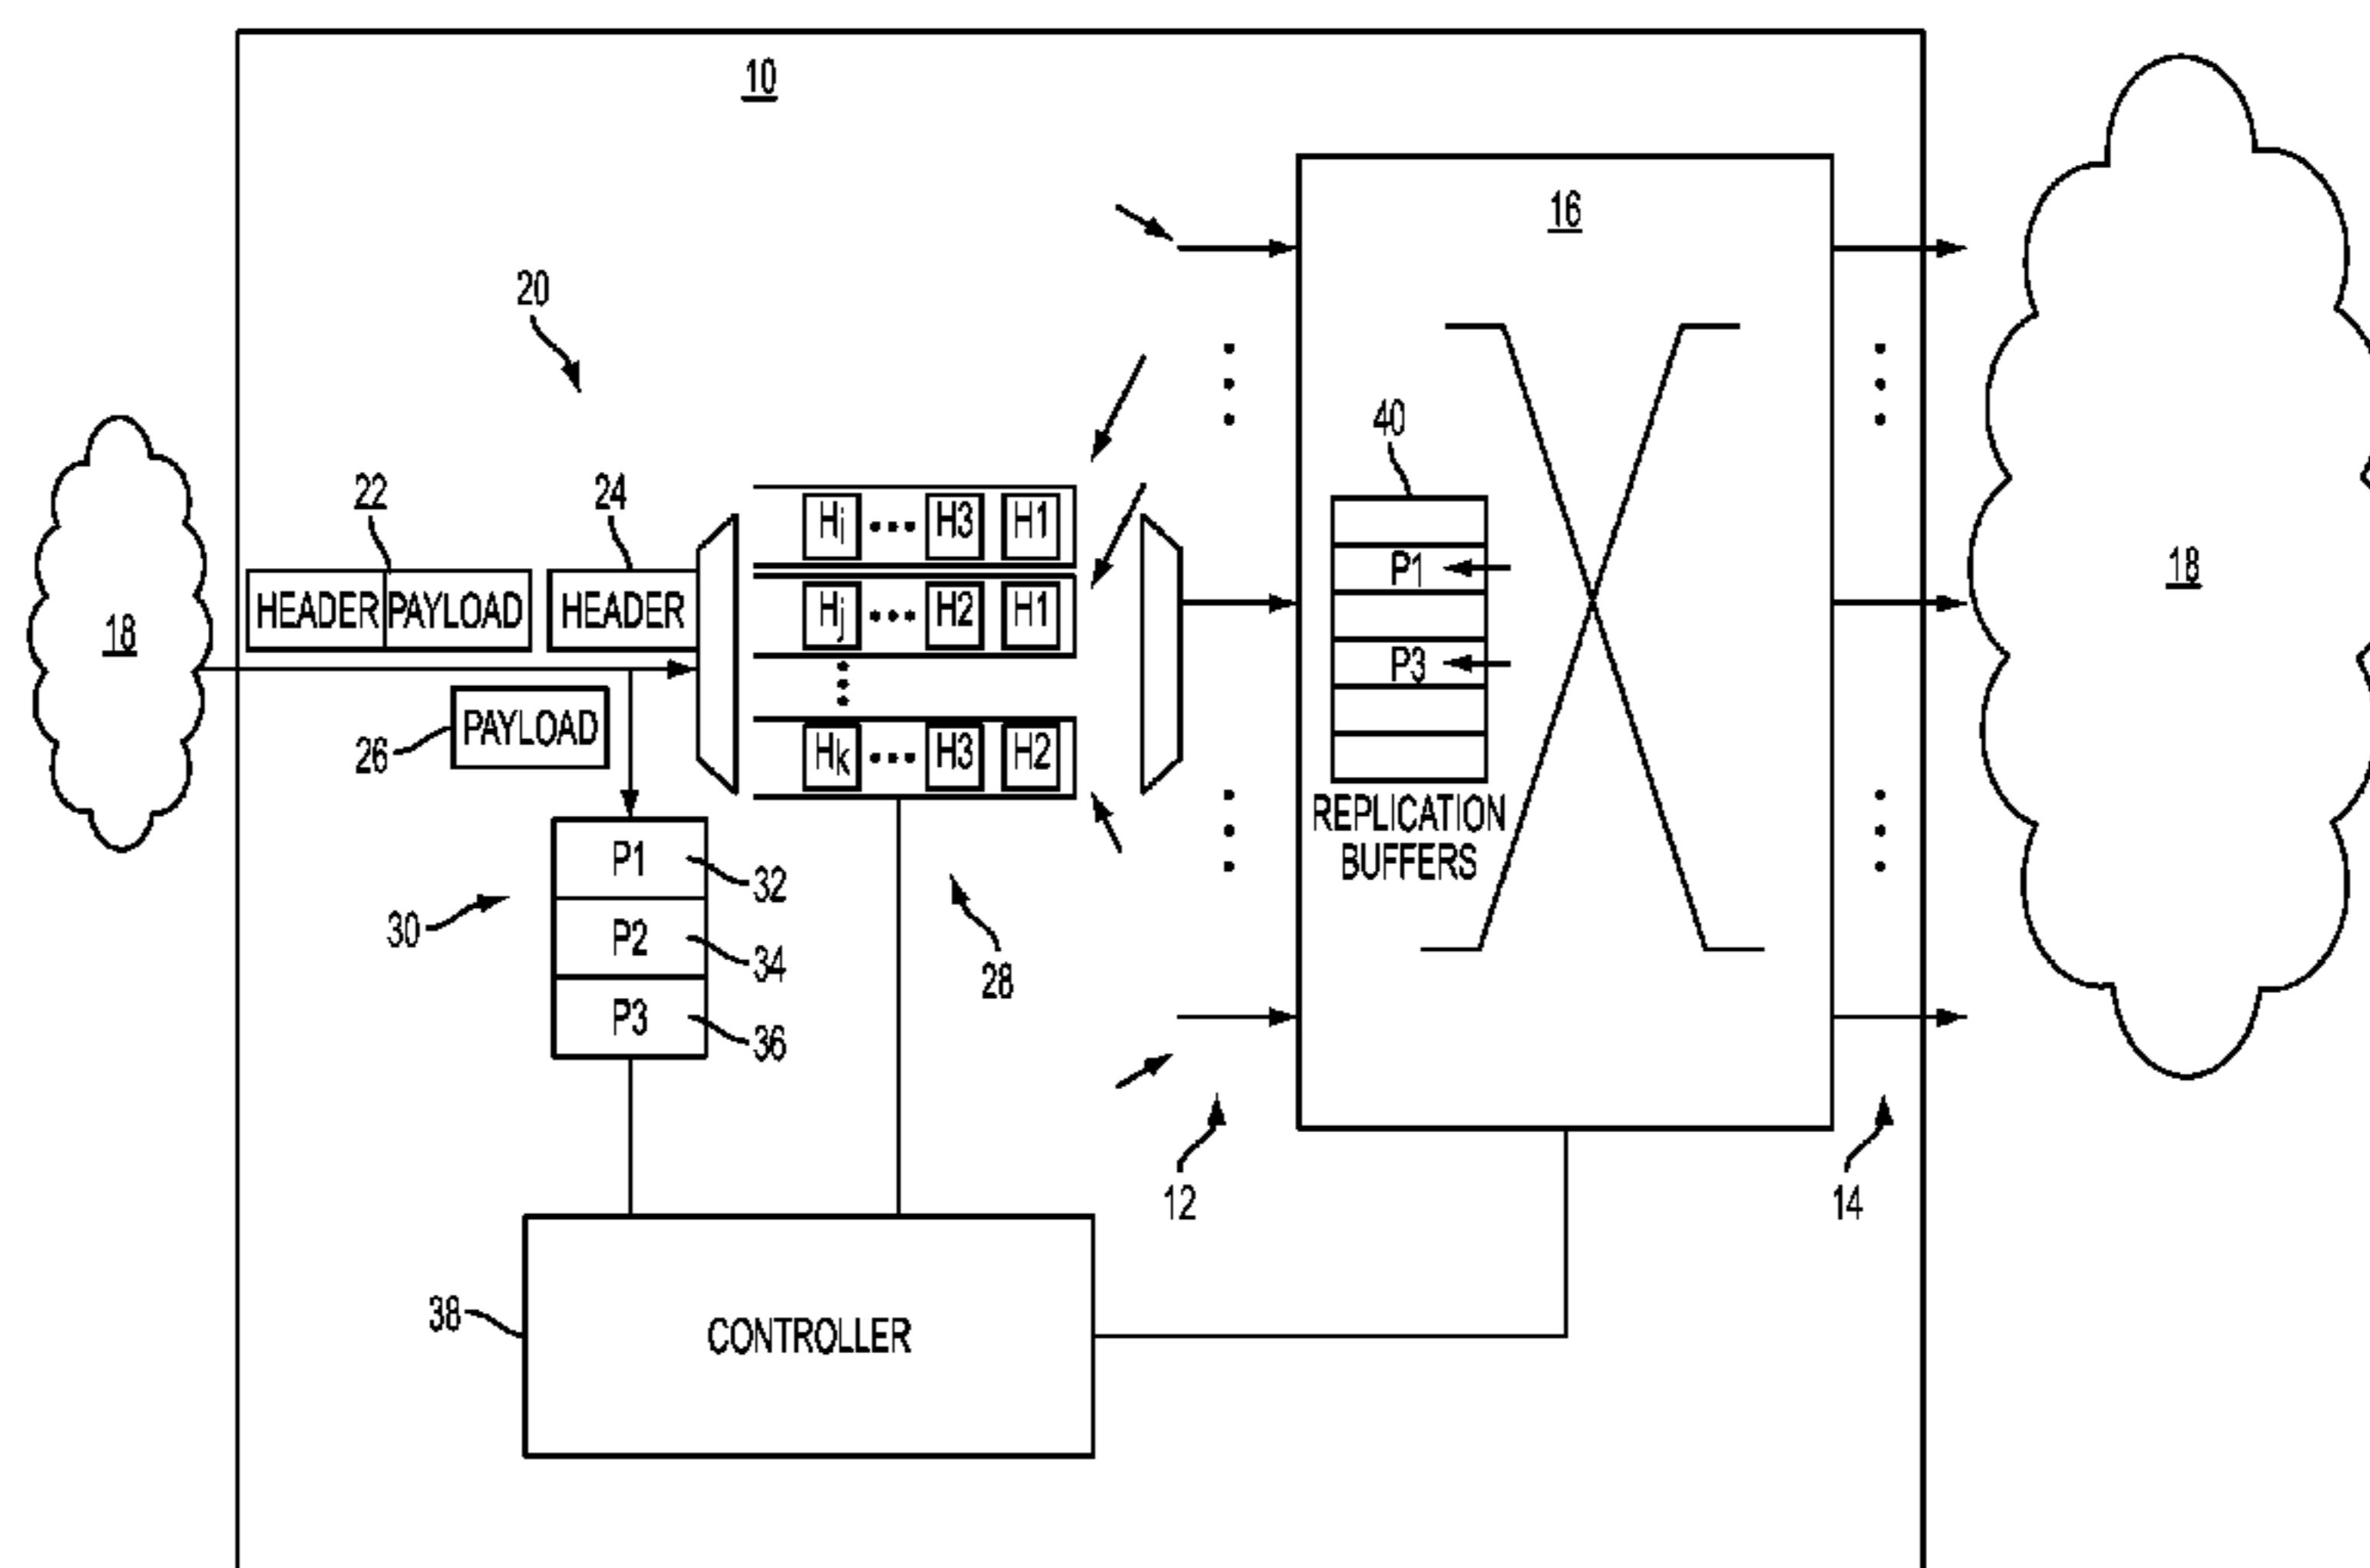 10
16
20
40
22
24
Hi ••• H3 H1
HEADER PAYLOAD
HEADER
Hj ••• H2 H1
P1
18
18
P3
26
PAYLOAD
Hk ••• H3 H2
REPLICATION
BUFFERS
P1
32
30
P2
34
28
P3
36
12
14
38
CONTROLLER